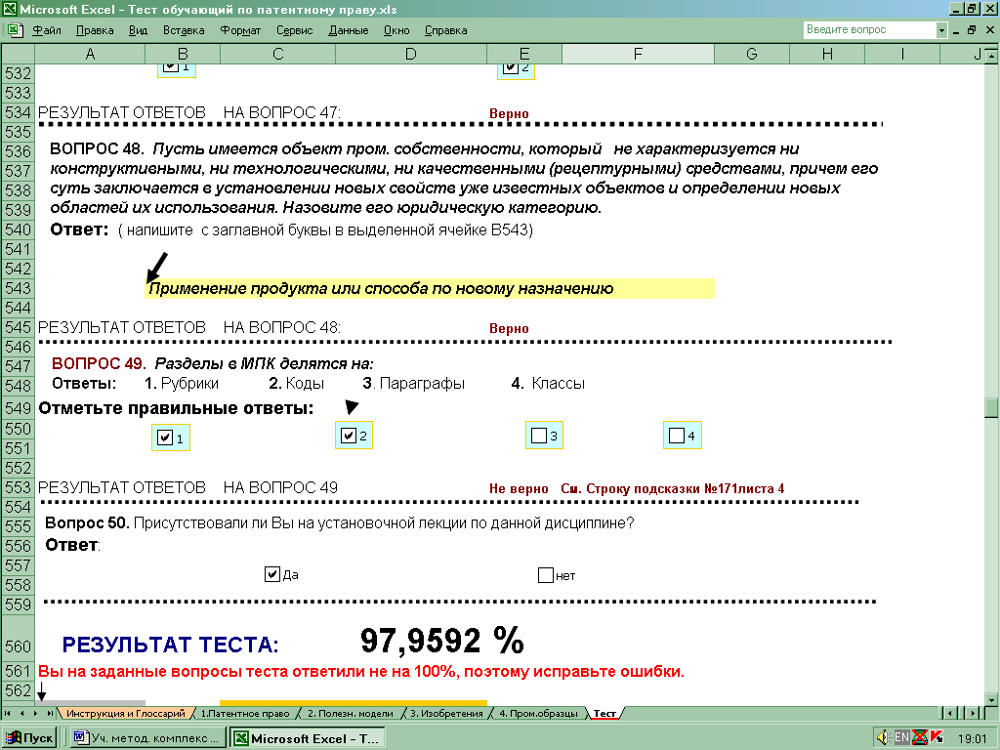 Microsoft Excel - Тест обучающий по патентному праву.xls
Файл Правка Вид Вставка Формат Сервис Данные Окно Справка Введите вопрос
A B C D E F G H I J
532 1 2
533
534 РЕЗУЛЬТАТ ОТВЕТОВ НА ВОПРОС 47: Верно
535
536 ВОПРОС 48. Пусть имеется объект пром. собственности, который не характеризуется ни
537 конструктивными, ни технологическими, ни качественными (рецептурными) средствами, причем его
538 суть заключается в установлении новых свойств уже известных объектов и определении новых
539 областей их использования. Назовите его юридическую категорию.
540 Ответ: ( напишите с заглавной буквы в выделенной ячейке B543)
541
542
543 Применение продукта или способа по новому назначению
544
545 РЕЗУЛЬТАТ ОТВЕТОВ НА ВОПРОС 48: Верно
546
547 ВОПРОС 49. Разделы в МПК делятся на:
548 Ответы: 1. Рубрики 2. Коды 3. Параграфы 4. Классы
549 Отметьте правильные ответы:
550 1 2 3 4
551
552
553 РЕЗУЛЬТАТ ОТВЕТОВ НА ВОПРОС 49 Не верно См. Строку подсказки №171листа 4
554
555 Вопрос 50. Присутствовали ли Вы на установочной лекции по данной дисциплине?
556 Ответ:
557 Да нет
558
559
560 РЕЗУЛЬТАТ ТЕСТА: 97,9592 %
561 Вы на заданные вопросы теста ответили не на 100%, поэтому исправьте ошибки.
562
Инструкция и Глоссарий 1.Патентное право 2. Полезн. модели 3. Изобретения 4. Пром.образцы Тест
Пуск Уч. метод. комплекс ... Microsoft Excel - Т... EN 19:01